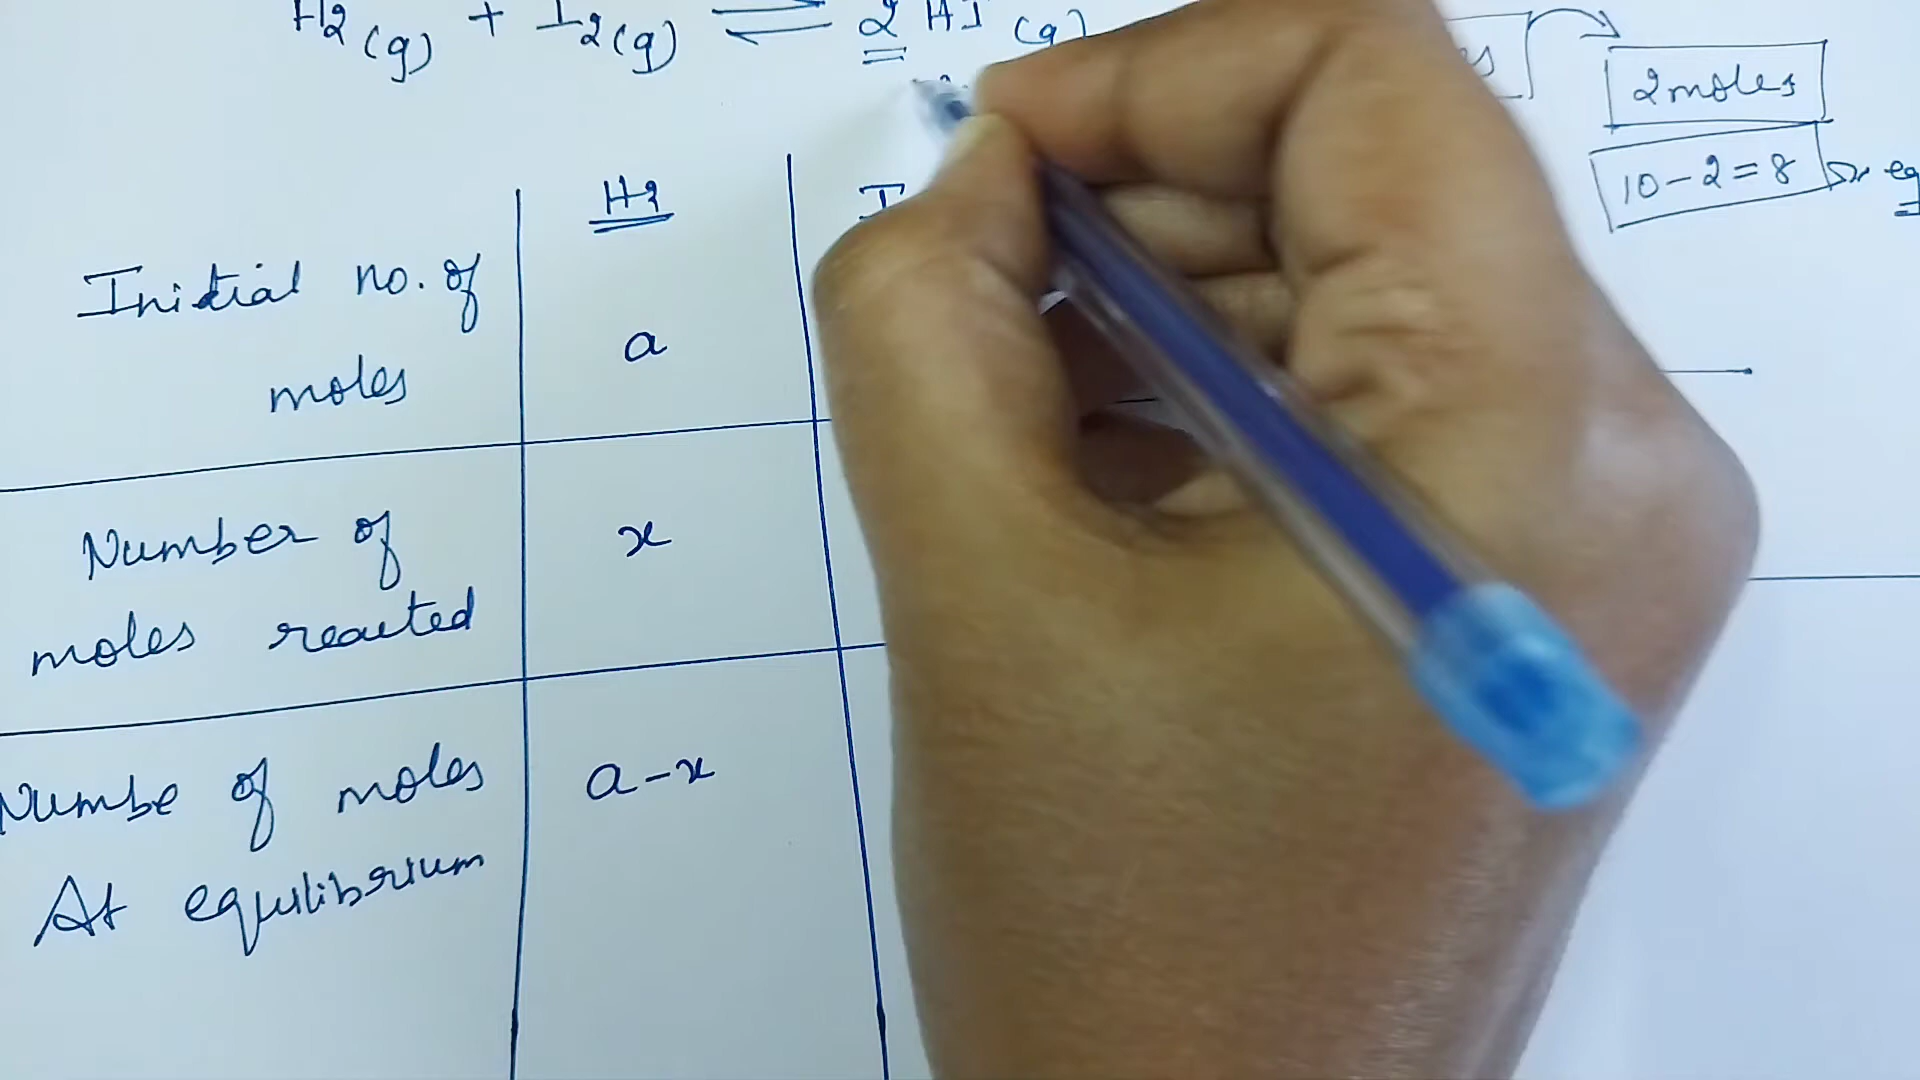 H2(g) + I2(g) ⇌ 2 HI (g)
2 moles
10 - 2 = 8
H2
I
Initial no. of
moles
a
Number of
moles reacted
x
Numbe of moles
At equilibrium
a - x